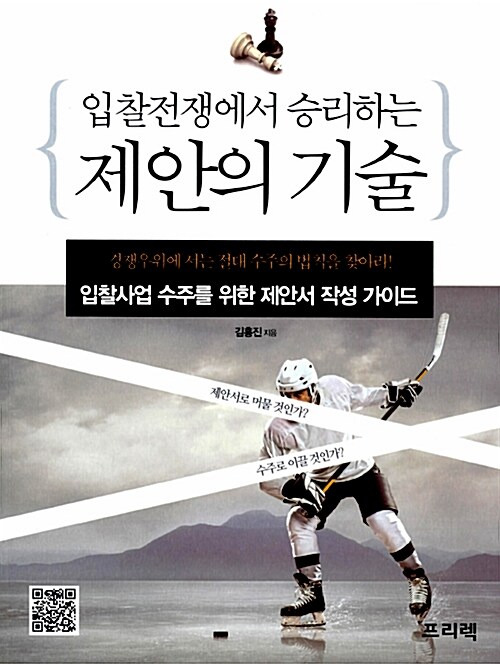 입찰전쟁에서 승리하는
제안의 기술
경쟁우위에 서는 절대 수주의 법칙을 찾아라!
입찰사업 수주를 위한 제안서 작성 가이드
김흥진 지음
제안서로 머물 것인가?
수주로 이끌 것인가?
프리렉